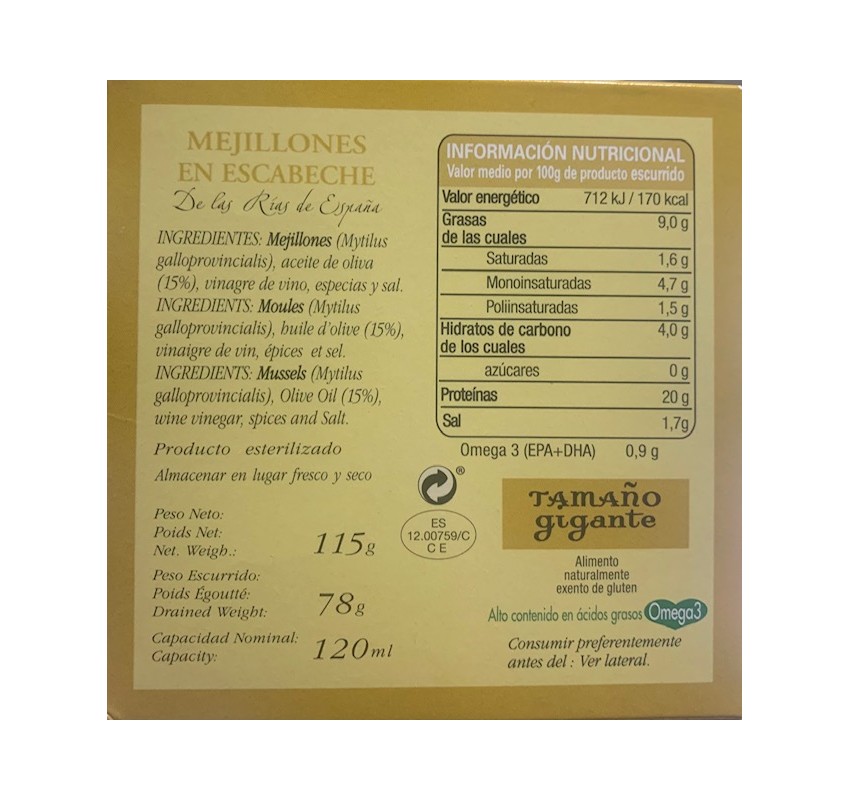 MEJILLONES
EN ESCABECHE
De las Rías de España
INGREDIENTES: Mejillones (Mytilus
galloprovincialis), aceite de oliva
(15%), vinagre de vino, especias y sal.
INGREDIENTS: Moules (Mytilus
galloprovincialis), huile d'olive (15%),
vinaigre de vin, épices et sel.
INGREDIENTS: Mussels (Mytilus
galloprovincialis), Olive Oil (15%),
wine vinegar, spices and Salt.
Producto esterilizado
Almacenar en lugar fresco y seco
Peso Neto:
Poids Net:
Net. Weigh.: 115g
Peso Escurrido:
Poids Égoutté:
Drained Weight: 78g
Capacidad Nominal:
Capacity: 120ml
INFORMACIÓN NUTRICIONAL
Valor medio por 100g de producto escurrido
Valor energético 712 kJ / 170 kcal
Grasas 9,0 g
de las cuales
Saturadas 1,6 g
Monoinsaturadas 4,7 g
Poliinsaturadas 1,5 g
Hidratos de carbono 4,0 g
de los cuales
azúcares 0 g
Proteínas 20 g
Sal 1,7g
Omega 3 (EPA+DHA) 0,9 g
®
ES
12.00759/C
C E
TAMAÑO
gigante
Alimento
naturalmente
exento de gluten
Alto contenido en ácidos grasos Omega3
Consumir preferentemente
antes del : Ver lateral.